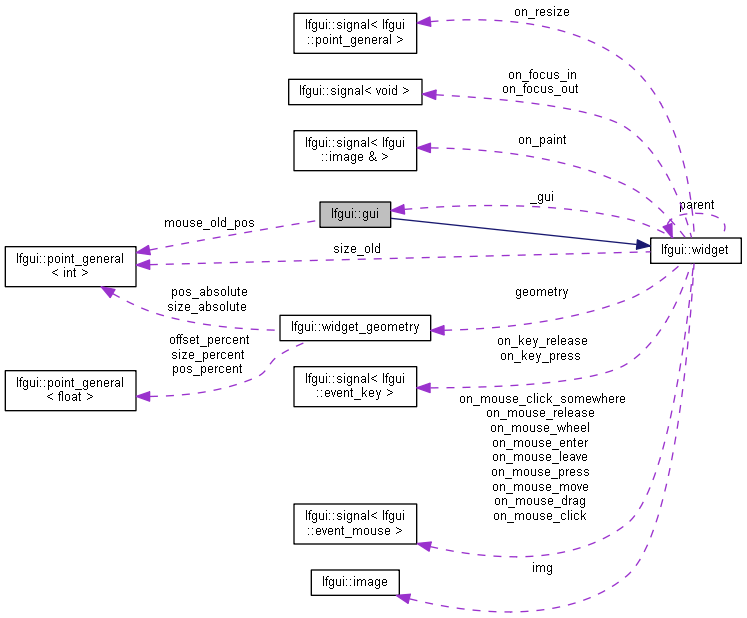 on_resize
lfgui::signal< lfgui
::point_general >
on_focus_in
on_focus_out
lfgui::signal< void >
on_paint
lfgui::signal< lfgui
::image & >
_gui
parent
lfgui::gui
mouse_old_pos
size_old
lfgui::widget
lfgui::point_general
< int >
geometry
pos_absolute
size_absolute
lfgui::widget_geometry
offset_percent
size_percent
pos_percent
on_key_release
on_key_press
lfgui::point_general
< float >
lfgui::signal< lfgui
::event_key >
on_mouse_click_somewhere
on_mouse_release
on_mouse_wheel
on_mouse_enter
on_mouse_leave
on_mouse_press
on_mouse_move
on_mouse_drag
on_mouse_click
lfgui::signal< lfgui
::event_mouse >
img
lfgui::image